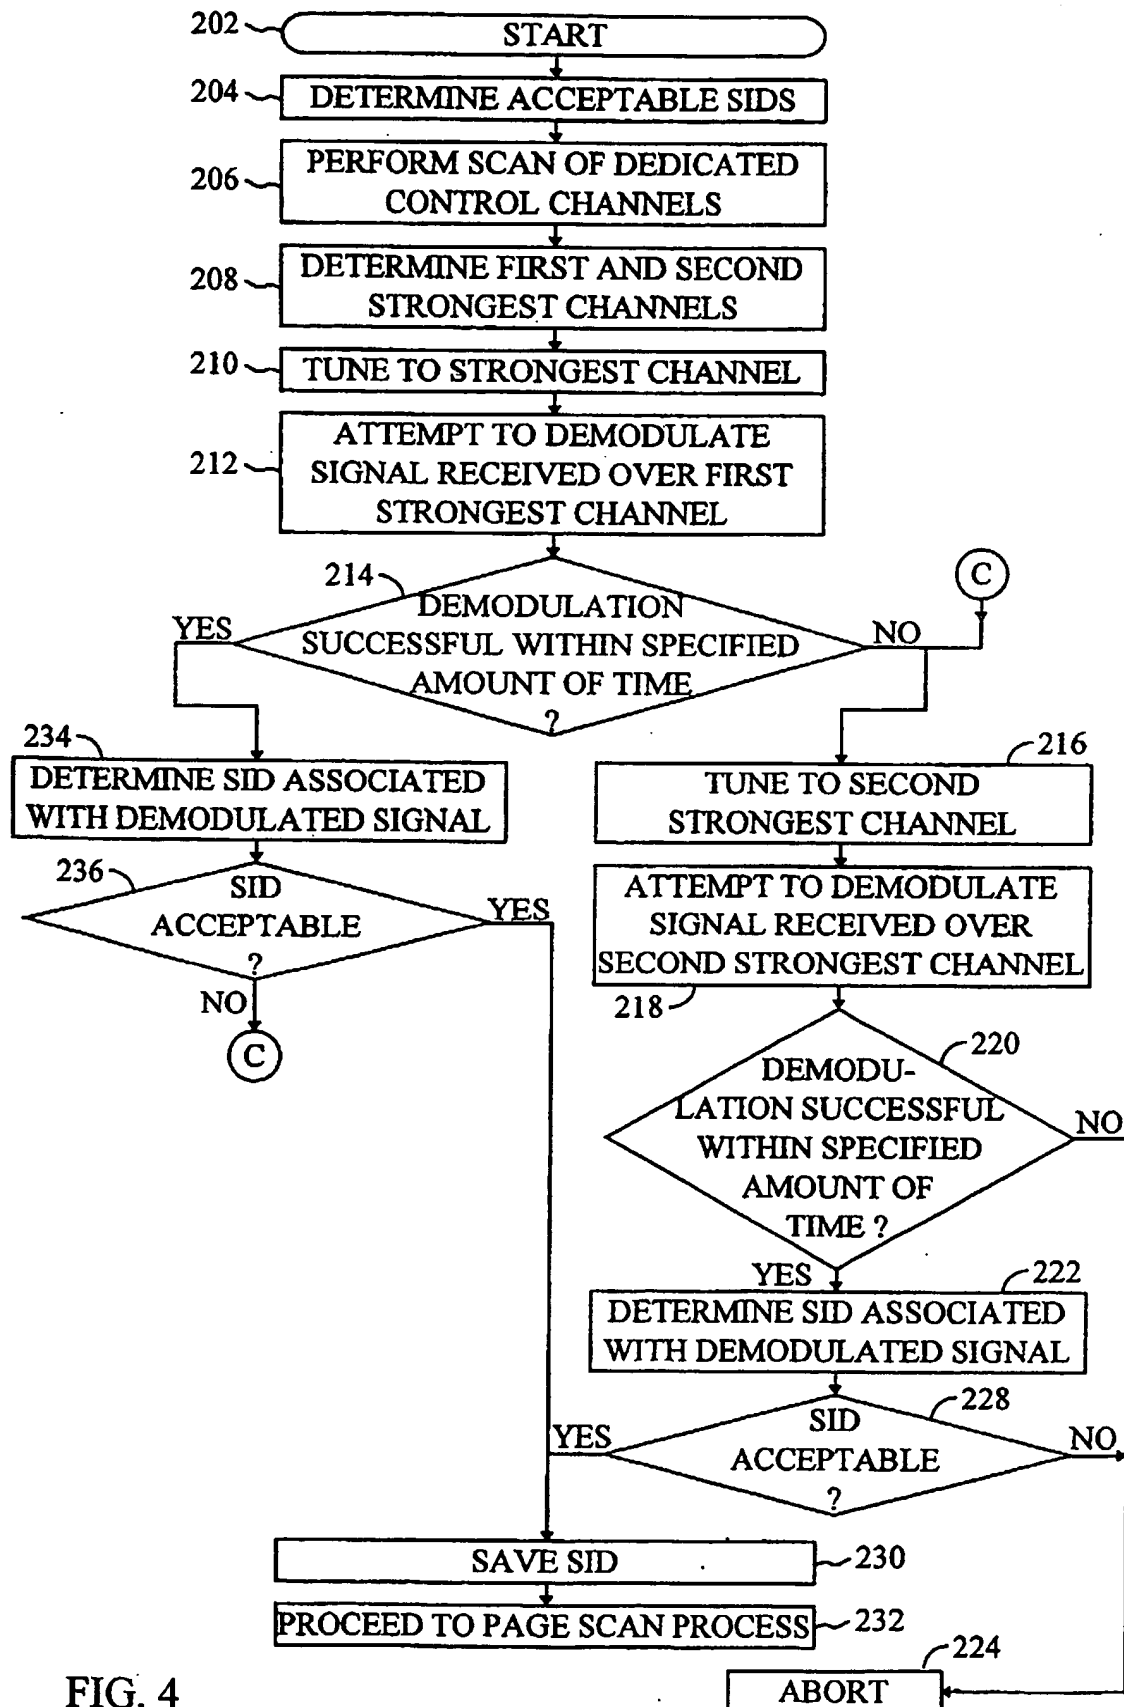 202
START
204
DETERMINE ACCEPTABLE SIDS
206
PERFORM SCAN OF DEDICATED
CONTROL CHANNELS
208
DETERMINE FIRST AND SECOND
STRONGEST CHANNELS
210
TUNE TO STRONGEST CHANNEL
212
ATTEMPT TO DEMODULATE
SIGNAL RECEIVED OVER FIRST
STRONGEST CHANNEL
214
DEMODULATION
SUCCESSFUL WITHIN SPECIFIED
AMOUNT OF TIME
?
YES
NO
C
234
DETERMINE SID ASSOCIATED
WITH DEMODULATED SIGNAL
236
SID
ACCEPTABLE
?
YES
NO
C
216
TUNE TO SECOND
STRONGEST CHANNEL
ATTEMPT TO DEMODULATE
SIGNAL RECEIVED OVER
SECOND STRONGEST CHANNEL
218
220
DEMODU-
LATION SUCCESSFUL
WITHIN SPECIFIED
AMOUNT OF
TIME ?
NO
YES
222
DETERMINE SID ASSOCIATED
WITH DEMODULATED SIGNAL
228
SID
ACCEPTABLE
?
YES
NO
SAVE SID
230
PROCEED TO PAGE SCAN PROCESS
232
224
ABORT
FIG. 4